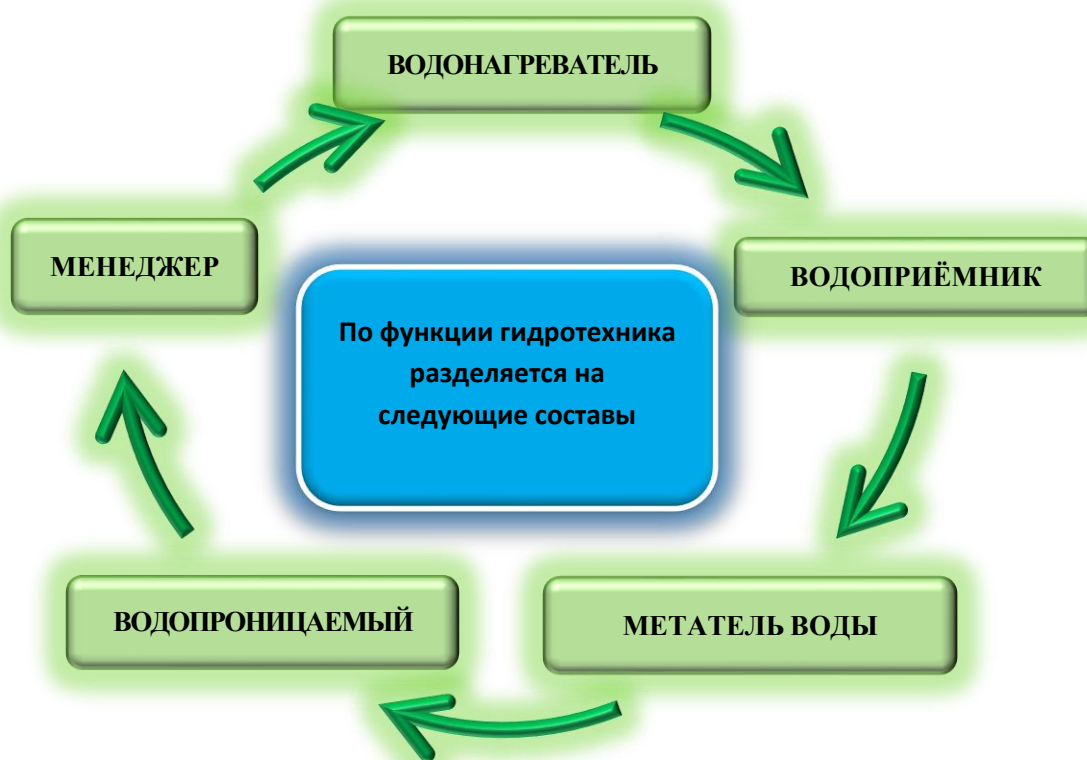 ВОДОНАГРЕВАТЕЛЬ
МЕНЕДЖЕР
ВОДОПРИЁМНИК
По функции гидротехника
разделяется на
следующие составы
ВОДОПРОНИЦАЕМЫЙ
МЕТАТЕЛЬ ВОДЫ